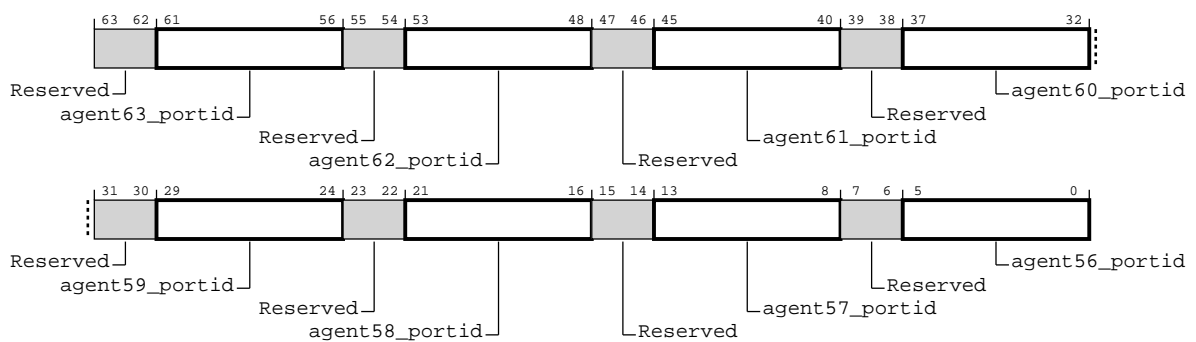 63 62 61 56 55 54 53 48 47 46 45 40 39 38 37 32
Reserved agent60_portid
agent63_portid Reserved
Reserved agent61_portid
agent62_portid Reserved
31 30 29 24 23 22 21 16 15 14 13 8 7 6 5 0
Reserved agent56_portid
agent59_portid Reserved
Reserved agent57_portid
agent58_portid Reserved